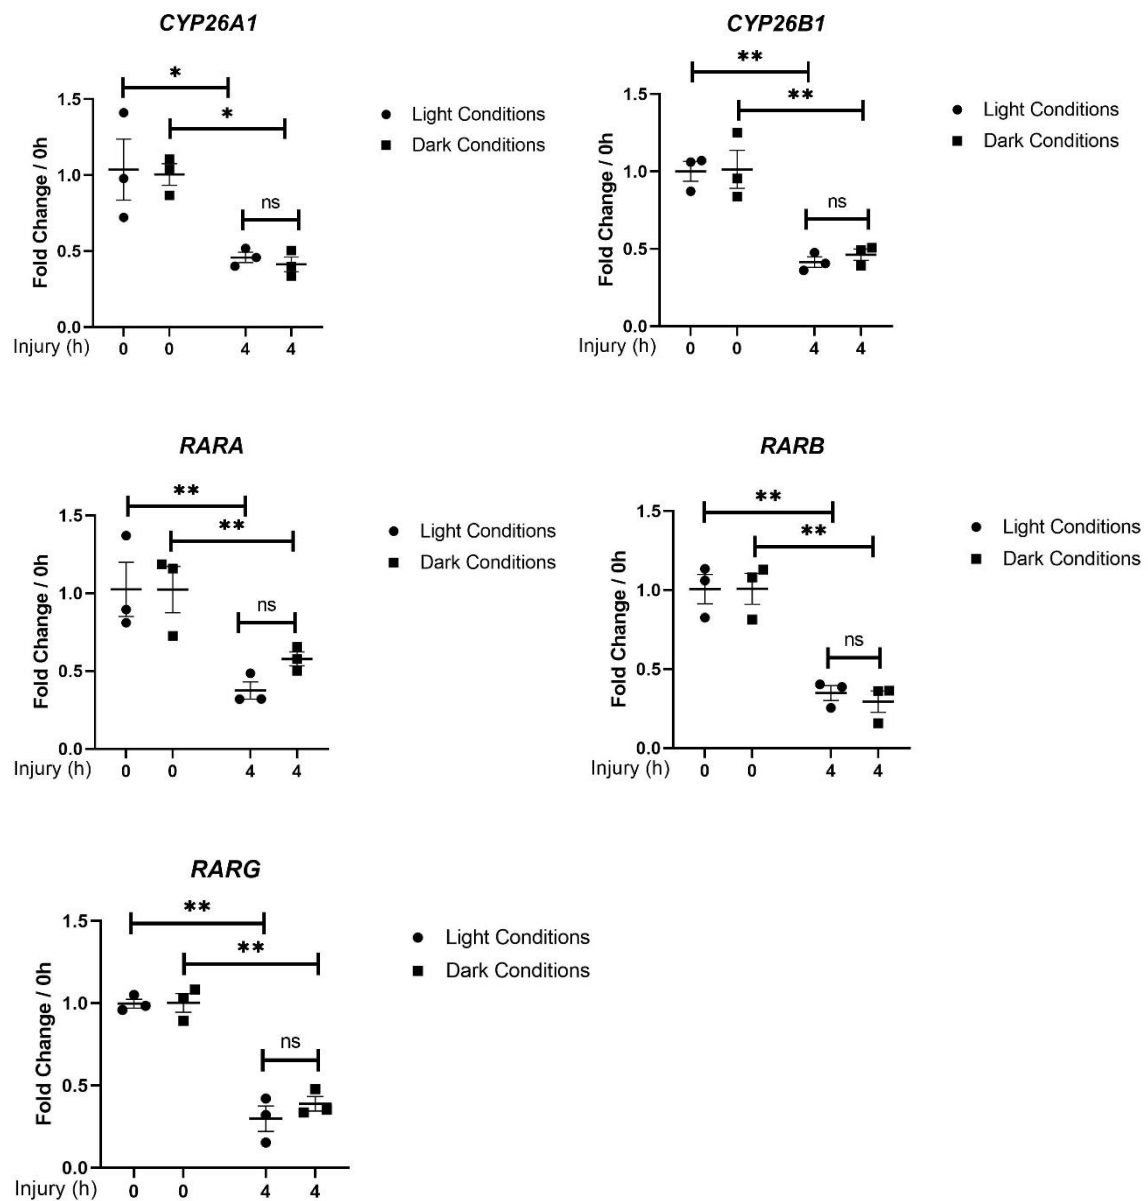 CYP26A1
*
*
ns
Fold Change / 0h
1.5
1.0
0.5
0.0
Injury (h)
0 0 4 4
Light Conditions
Dark Conditions
CYP26B1
**
**
ns
Fold Change / 0h
1.5
1.0
0.5
0.0
Injury (h)
0 0 4 4
Light Conditions
Dark Conditions
RARA
**
**
ns
Fold Change / 0h
1.5
1.0
0.5
0.0
Injury (h)
0 0 4 4
Light Conditions
Dark Conditions
RARB
**
**
ns
Fold Change / 0h
1.5
1.0
0.5
0.0
Injury (h)
0 0 4 4
Light Conditions
Dark Conditions
RARG
**
**
ns
Fold Change / 0h
1.5
1.0
0.5
0.0
Injury (h)
0 0 4 4
Light Conditions
Dark Conditions